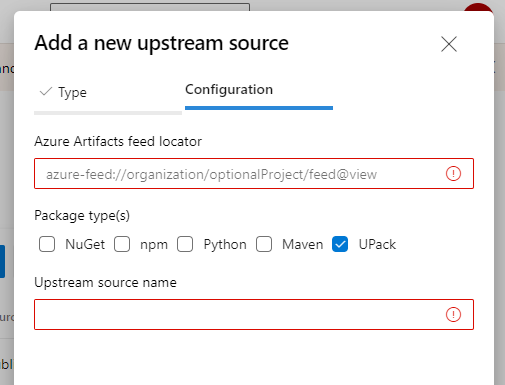 Add a new upstream source
Type
Configuration
Azure Artifacts feed locator
azure-feed://organization/optionalProject/feed@view
Package type(s)
NuGet npm Python Maven UPack
Upstream source name